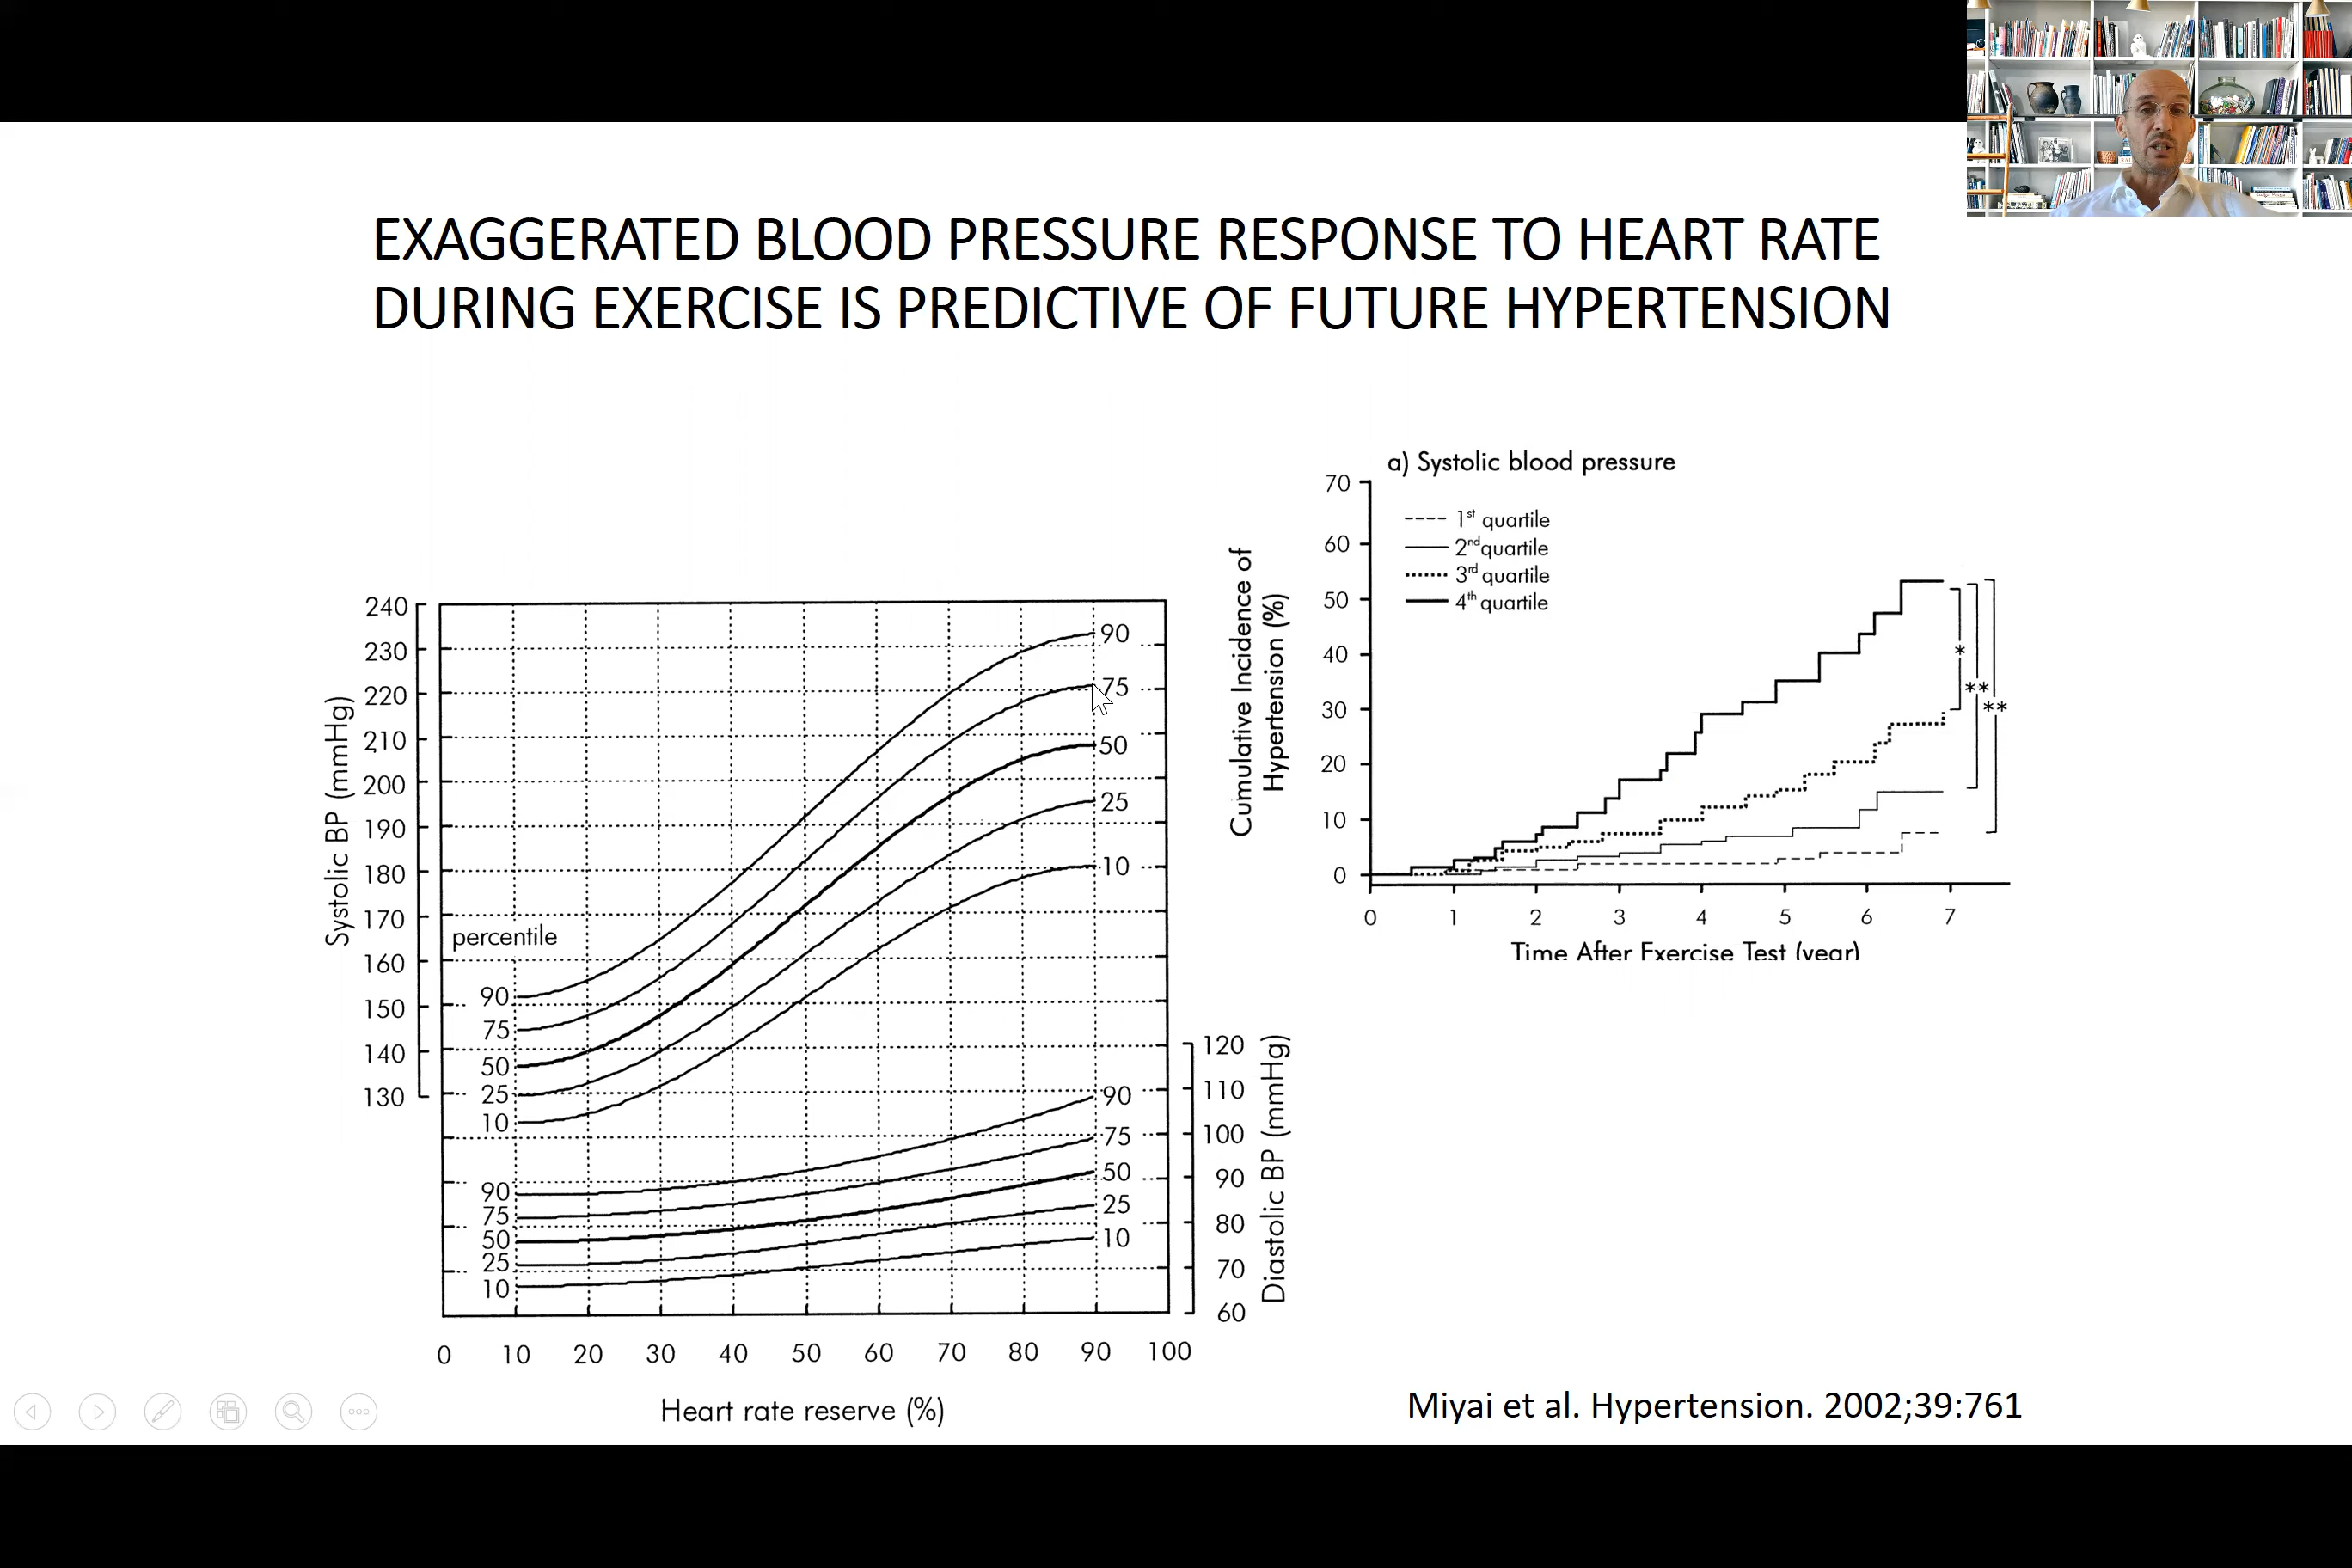 EXAGGERATED BLOOD PRESSURE RESPONSE TO HEART RATE
DURING EXERCISE IS PREDICTIVE OF FUTURE HYPERTENSION
Systolic BP (mmHg)
240
230
220
210
200
190
180
170
160
150
140
130
percentile
90
75
50
25
10
90
75
50
25
10
90
75
50
25
10
90
75
50
25
10
120
110
100
90
80
70
60
Diastolic BP (mmHg)
0 10 20 30 40 50 60 70 80 90 100
Heart rate reserve (%)
a) Systolic blood pressure
Cumulative Incidence of
Hypertension (%)
70
60
50
40
30
20
10
0
1st quartile
2nd quartile
3rd quartile
4th quartile
*
**
**
0 1 2 3 4 5 6 7
Time After Exercise Test (year)
Miyai et al. Hypertension. 2002;39:761